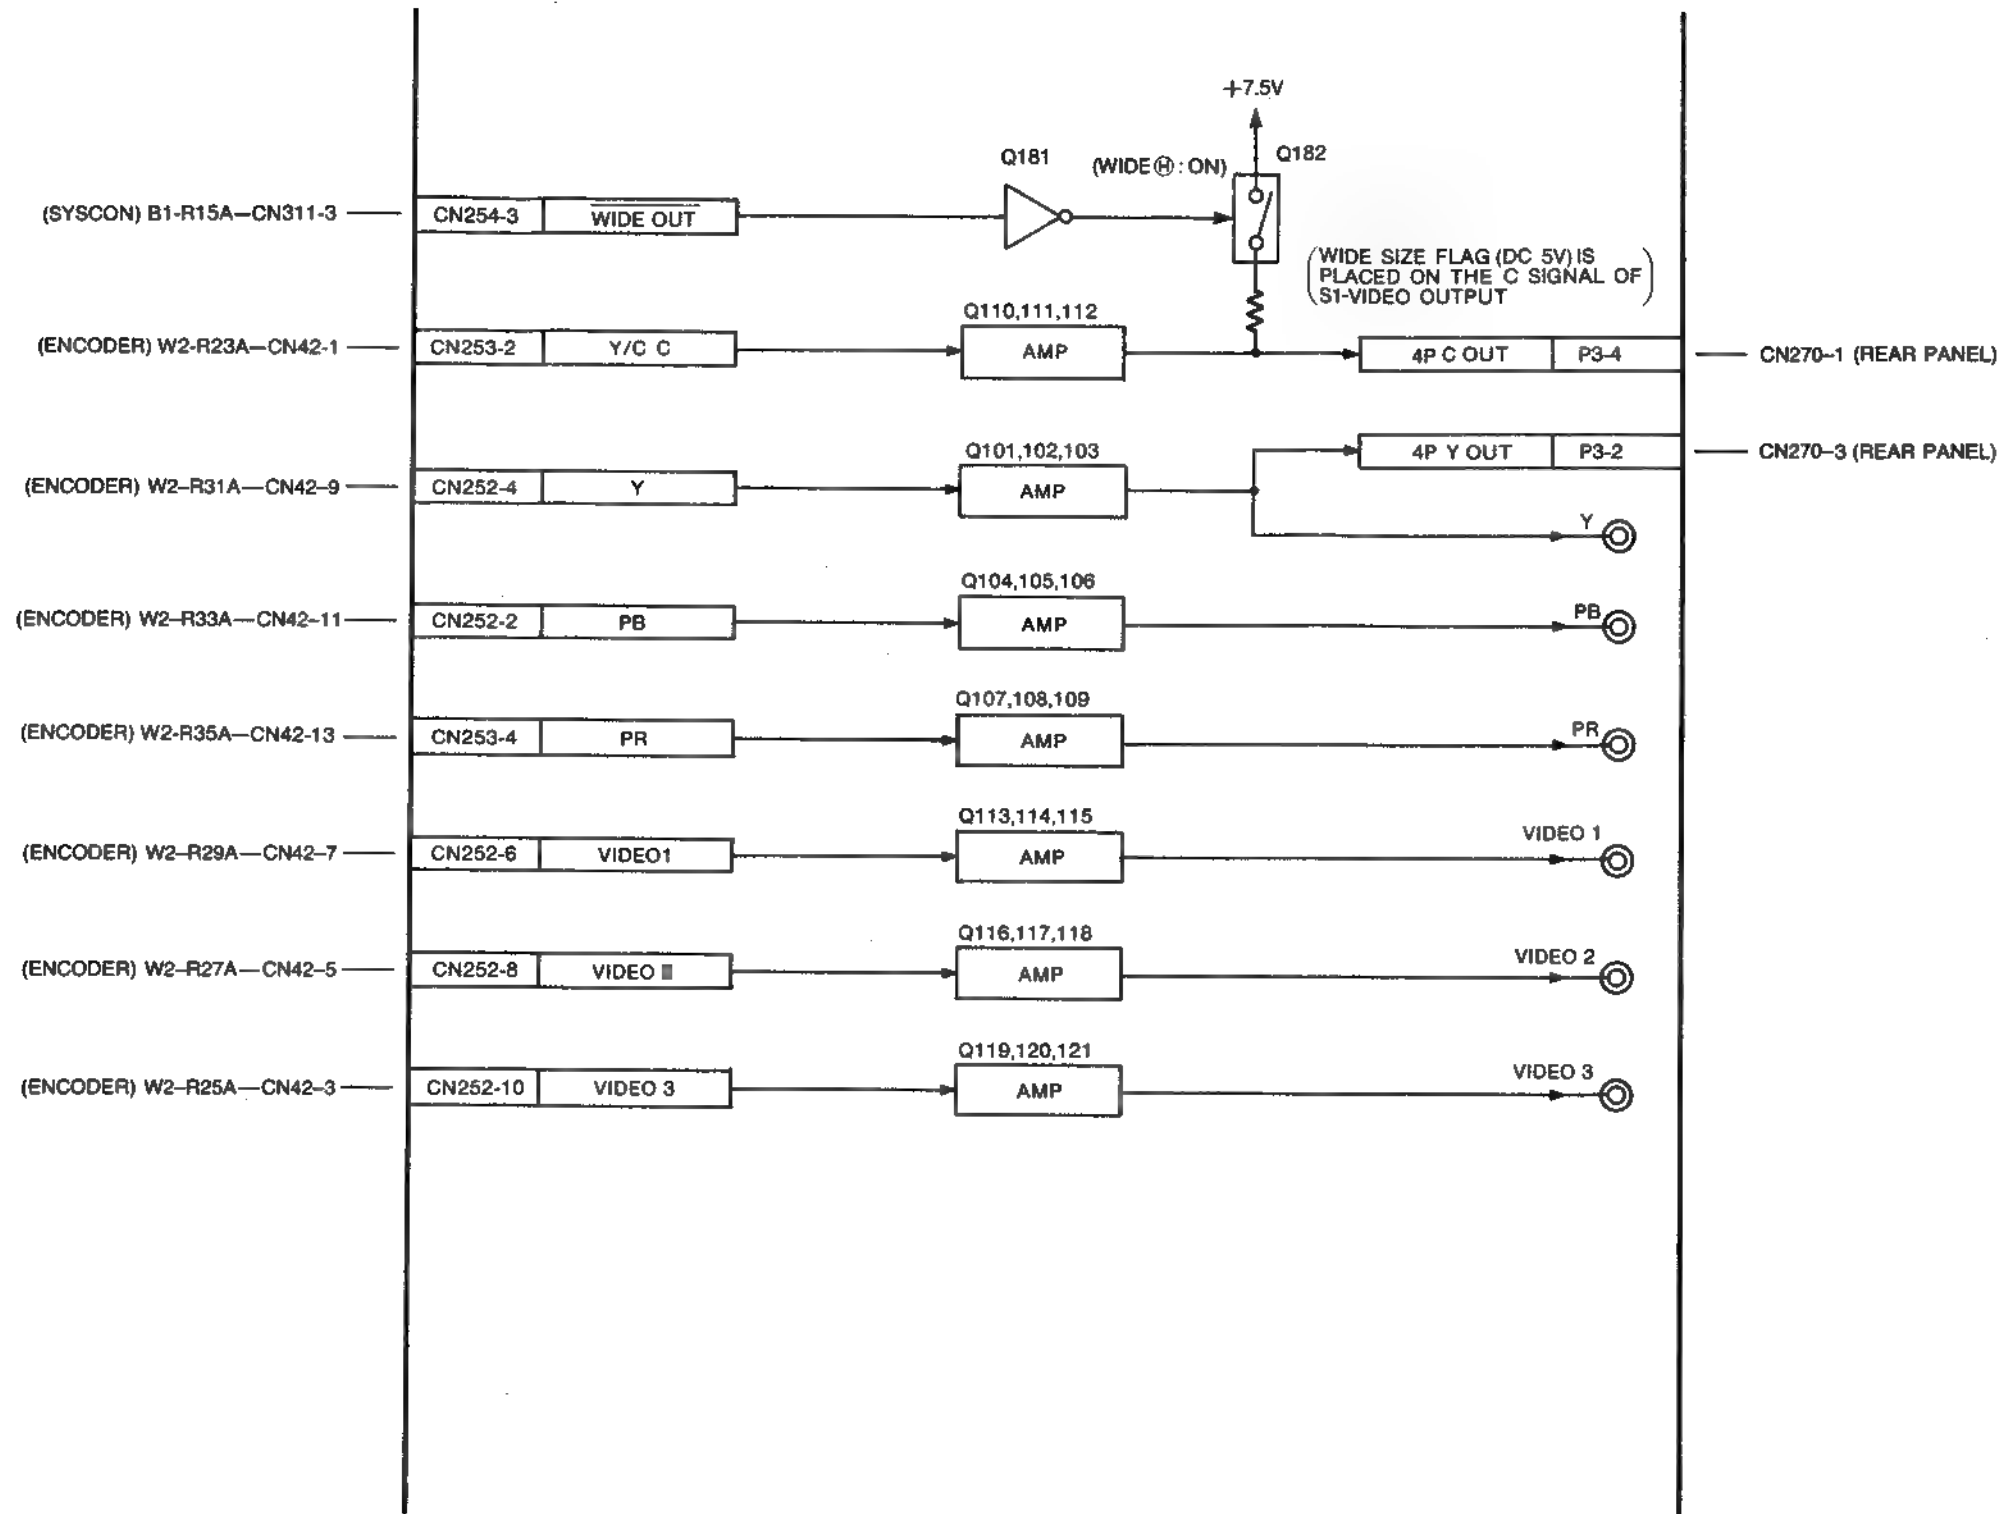 +7.5V
Q181
(WIDE Ⓗ : ON)
Q182
(SYSCON) B1-R15A—CN311-3
CN254-3
WIDE OUT
(WIDE SIZE FLAG (DC 5V) IS
PLACED ON THE C SIGNAL OF
S1-VIDEO OUTPUT)
(ENCODER) W2-R23A—CN42-1
CN253-2
Y/C C
Q110,111,112
AMP
4P C OUT
P3-4
CN270-1 (REAR PANEL)
4P Y OUT
P3-2
CN270-3 (REAR PANEL)
(ENCODER) W2-R31A—CN42-9
CN252-4
Y
Q101,102,103
AMP
Y
(ENCODER) W2-R33A—CN42-11
CN252-2
PB
Q104,105,106
AMP
PB
(ENCODER) W2-R35A—CN42-13
CN253-4
PR
Q107,108,109
AMP
PR
(ENCODER) W2-R29A—CN42-7
CN252-6
VIDEO1
Q113,114,115
AMP
VIDEO 1
(ENCODER) W2-R27A—CN42-5
CN252-8
VIDEO
Q116,117,118
AMP
VIDEO 2
(ENCODER) W2-R25A—CN42-3
CN252-10
VIDEO 3
Q119,120,121
AMP
VIDEO 3